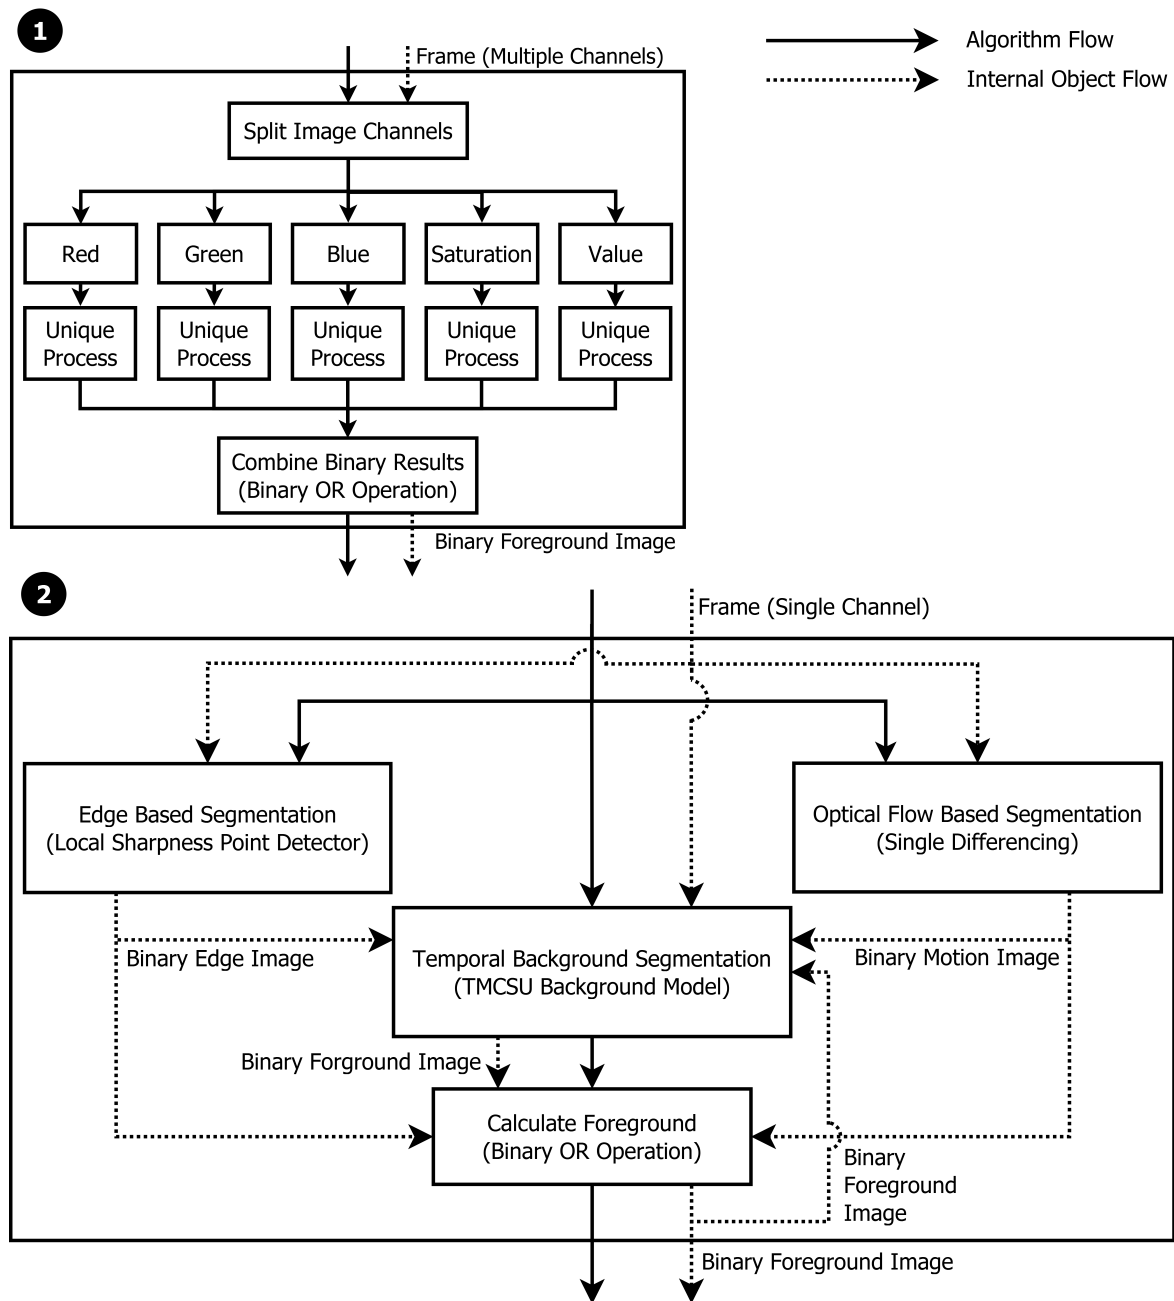 1
Frame (Multiple Channels)
Algorithm Flow
Internal Object Flow
Split Image Channels
Red
Green
Blue
Saturation
Value
Unique
Process
Unique
Process
Unique
Process
Unique
Process
Unique
Process
Combine Binary Results
(Binary OR Operation)
Binary Foreground Image
2
Frame (Single Channel)
Edge Based Segmentation
(Local Sharpness Point Detector)
Optical Flow Based Segmentation
(Single Differencing)
Binary Edge Image
Temporal Background Segmentation
(TMCSU Background Model)
Binary Motion Image
Binary Forground Image
Calculate Foreground
(Binary OR Operation)
Binary
Foreground
Image
Binary Foreground Image